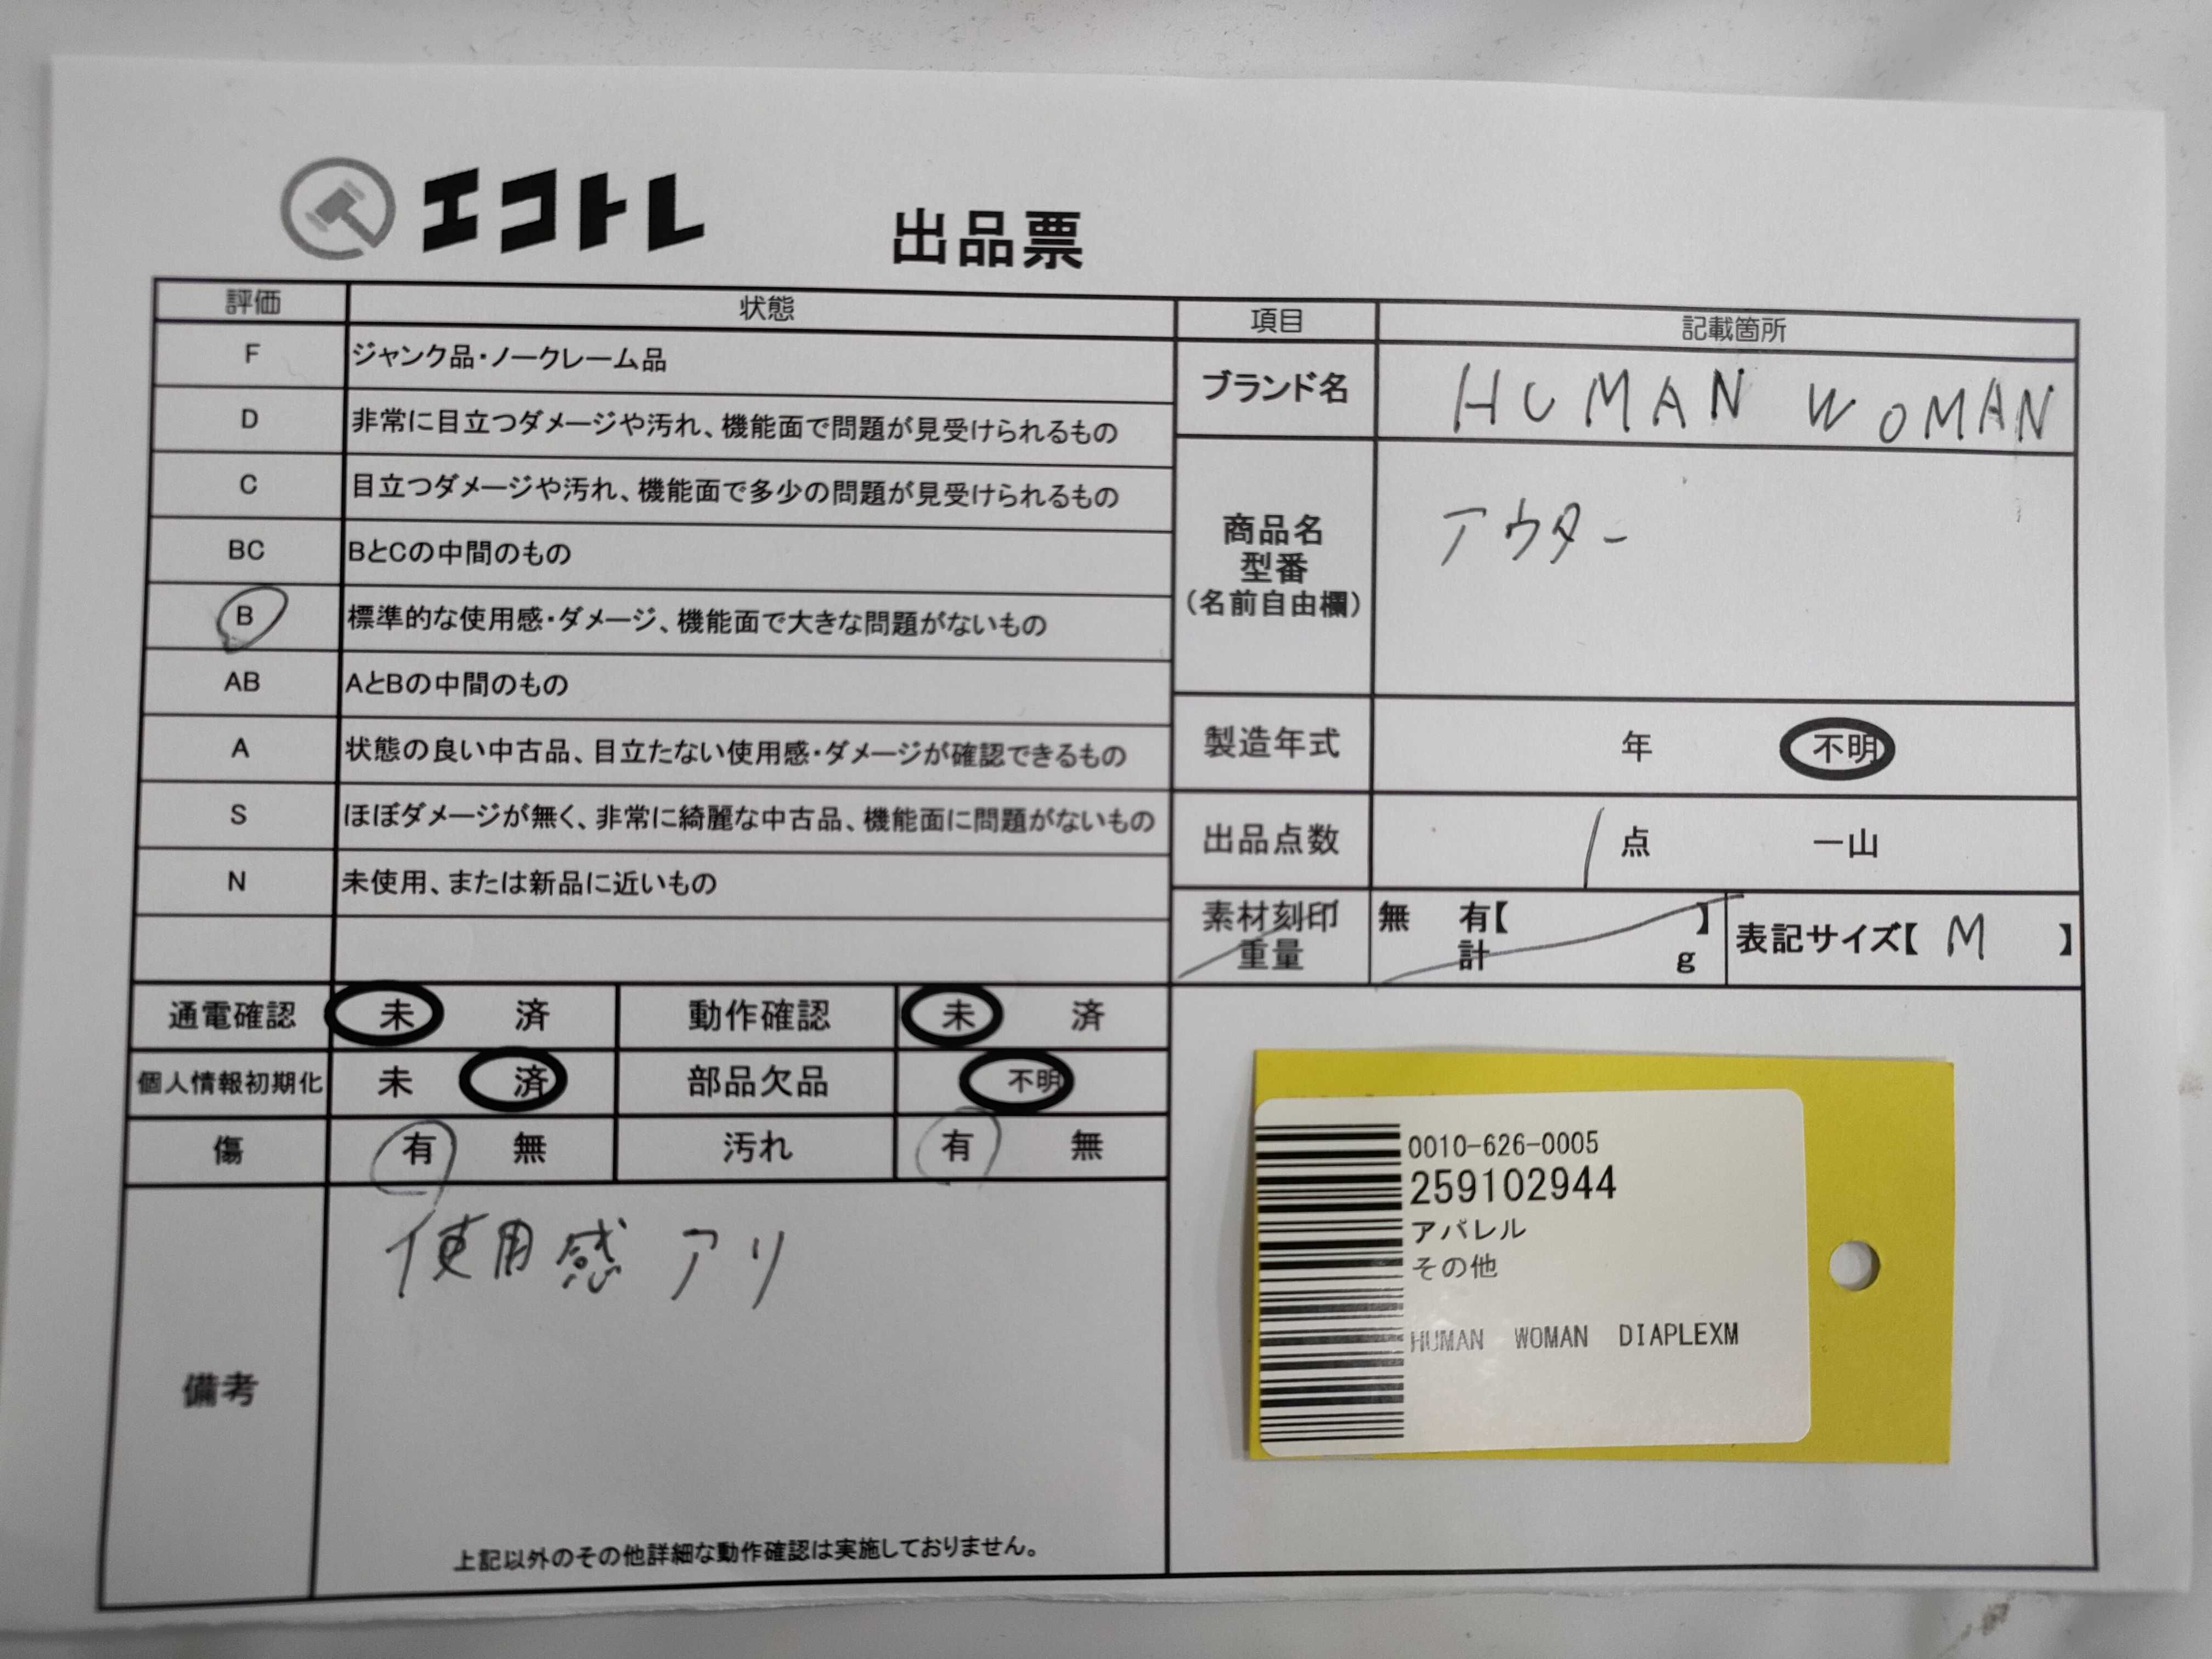 エコトレ 出品票
評価 状態
F ジャンク品・ノークレーム品
D 非常に目立つダメージや汚れ、機能面で問題が見受けられるもの
C 目立つダメージや汚れ、機能面で多少の問題が見受けられるもの
BC BとCの中間のもの
B 標準的な使用感・ダメージ、機能面で大きな問題がないもの
AB AとBの中間のもの
A 状態の良い中古品、目立たない使用感・ダメージが確認できるもの
S ほぼダメージが無く、非常に綺麗な中古品、機能面に問題がないもの
N 未使用、または新品に近いもの
項目 記載箇所
ブランド名 HUMAN WOMAN
商品名
型番
(名前自由欄)
アウター
製造年式 年 不明
出品点数 1 点 一山
素材刻印 無 有【 】
重量 計 g
表記サイズ【 M 】
通電確認 未 済 動作確認 未 済
個人情報初期化 未 済 部品欠品 不明
傷 有 無 汚れ 有 無
備考
使用感アリ
上記以外のその他詳細な動作確認は実施しておりません。
0010-626-0005
259102944
アパレル
その他
HUMAN WOMAN DIAPLEXM